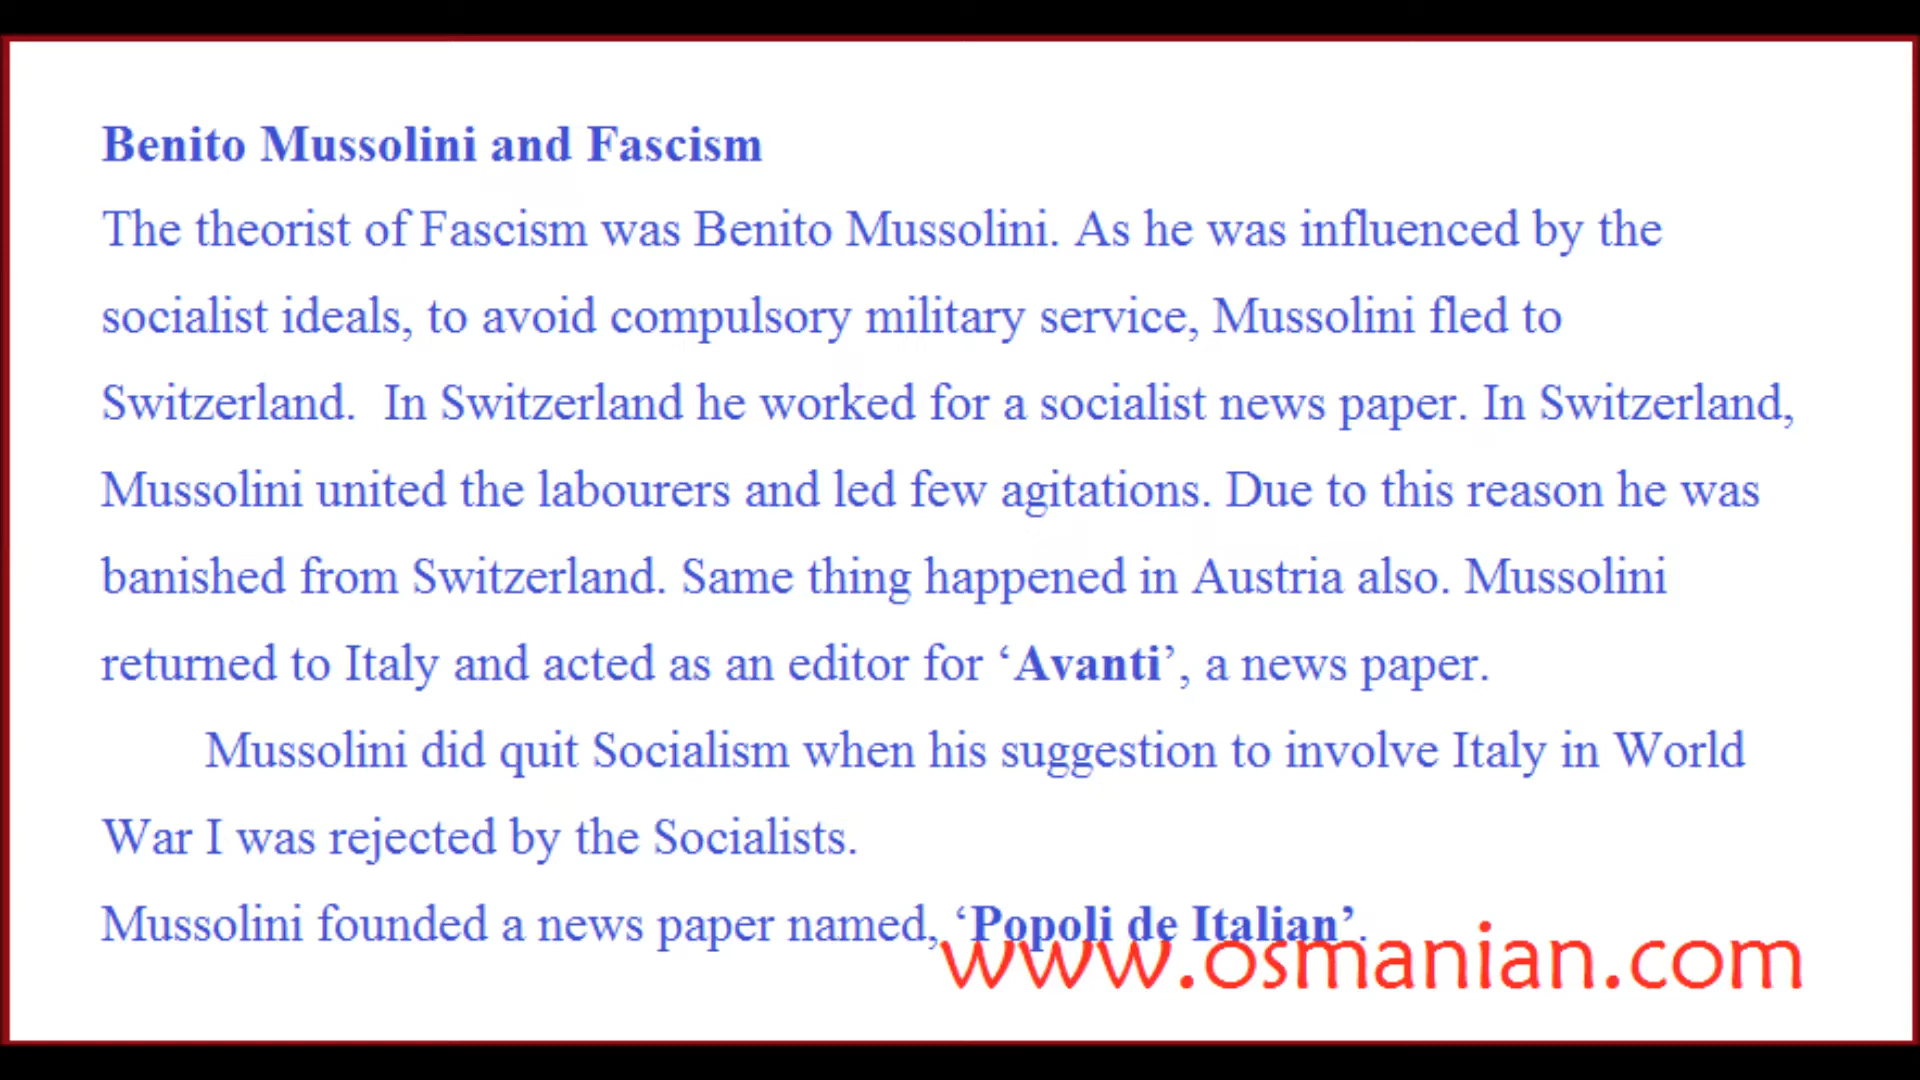 Benito Mussolini and Fascism
The theorist of Fascism was Benito Mussolini. As he was influenced by the
socialist ideals, to avoid compulsory military service, Mussolini fled to
Switzerland.  In Switzerland he worked for a socialist news paper. In Switzerland,
Mussolini united the labourers and led few agitations. Due to this reason he was
banished from Switzerland. Same thing happened in Austria also. Mussolini
returned to Italy and acted as an editor for ‘Avanti’, a news paper.
Mussolini did quit Socialism when his suggestion to involve Italy in World
War I was rejected by the Socialists.
Mussolini founded a news paper named, ‘Popoli de Italian’.
www.osmanian.com